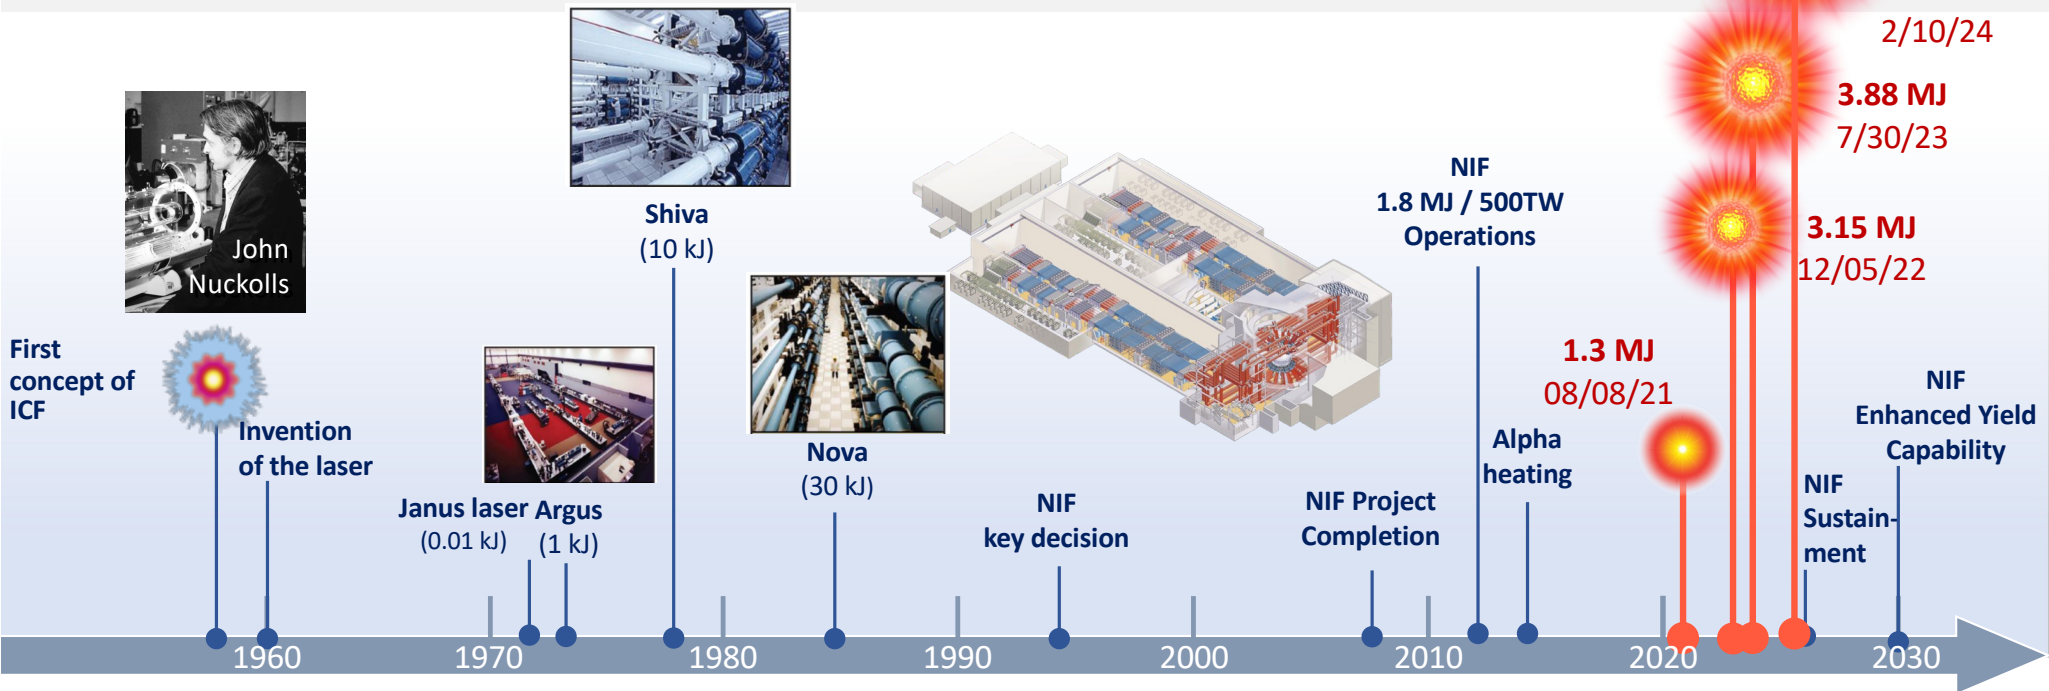 2/10/24
3.88 MJ
7/30/23
3.15 MJ
12/05/22
1.3 MJ
08/08/21
John
Nuckolls
First
concept of
ICF
Invention
of the laser
Janus laser
(0.01 kJ)
Argus
(1 kJ)
Shiva
(10 kJ)
Nova
(30 kJ)
NIF
key decision
NIF Project
Completion
NIF
1.8 MJ / 500TW
Operations
Alpha
heating
NIF
Sustain-
ment
NIF
Enhanced Yield
Capability
1960
1970
1980
1990
2000
2010
2020
2030